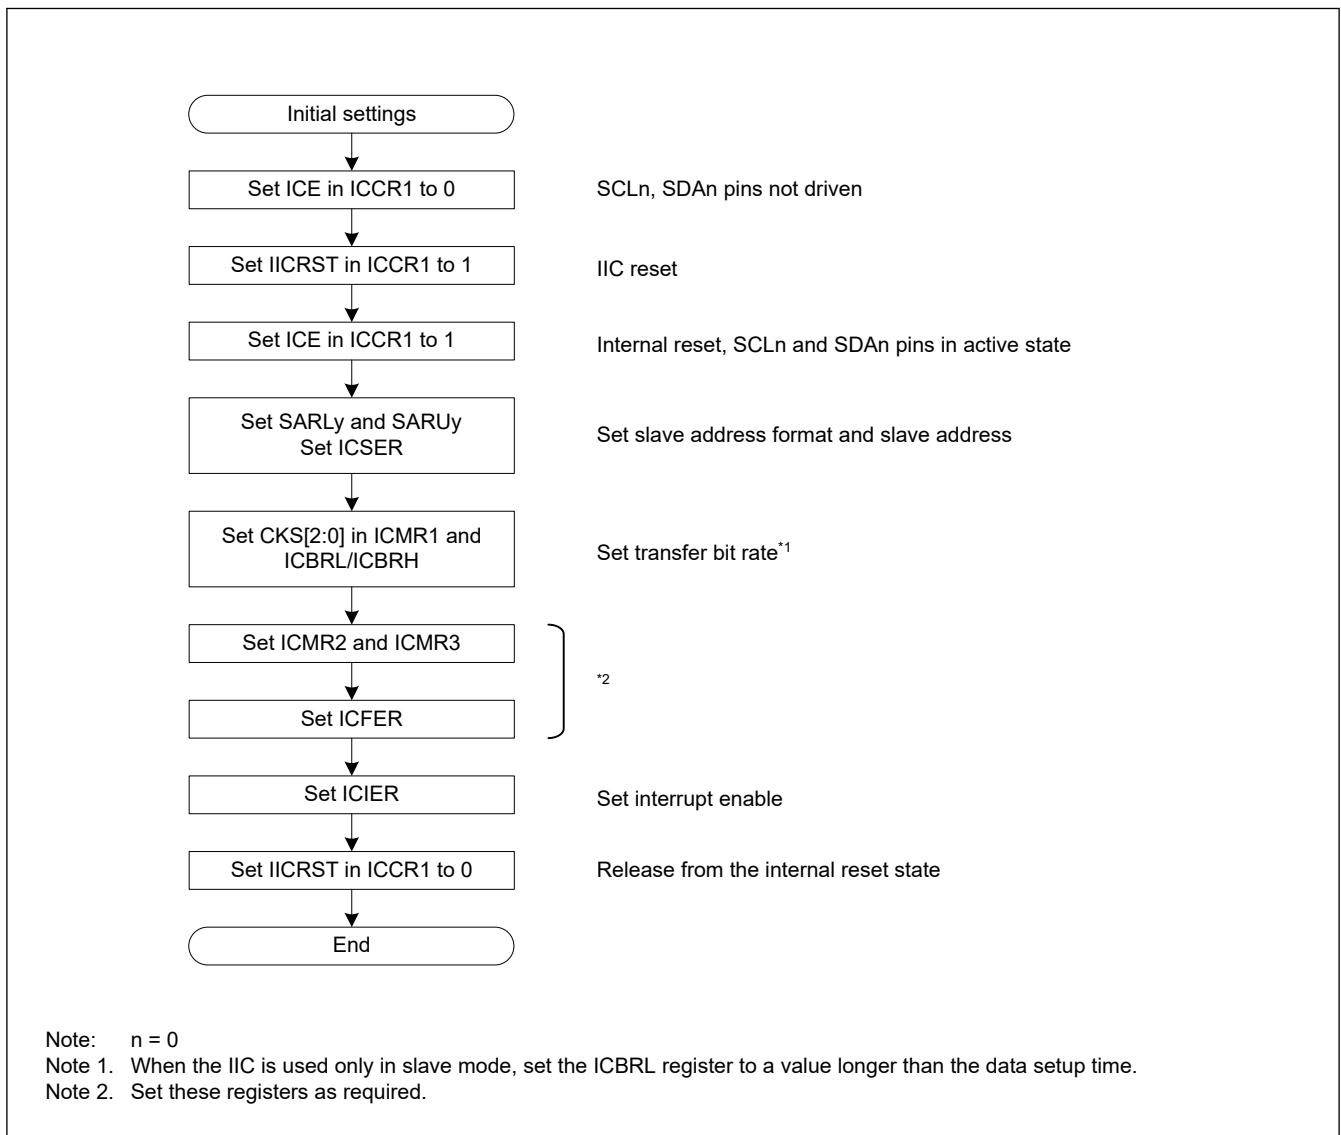 Initial settings
Set ICE in ICCR1 to 0
SCLn, SDAn pins not driven
Set IICRST in ICCR1 to 1
IIC reset
Set ICE in ICCR1 to 1
Internal reset, SCLn and SDAn pins in active state
Set SARLy and SARUy
Set ICSER
Set slave address format and slave address
Set CKS[2:0] in ICMR1 and
ICBRL/ICBRH
Set transfer bit rate*1
Set ICMR2 and ICMR3
*2
Set ICFER
Set ICIER
Set interrupt enable
Set IICRST in ICCR1 to 0
Release from the internal reset state
End
Note: n = 0
Note 1. When the IIC is used only in slave mode, set the ICBRL register to a value longer than the data setup time.
Note 2. Set these registers as required.